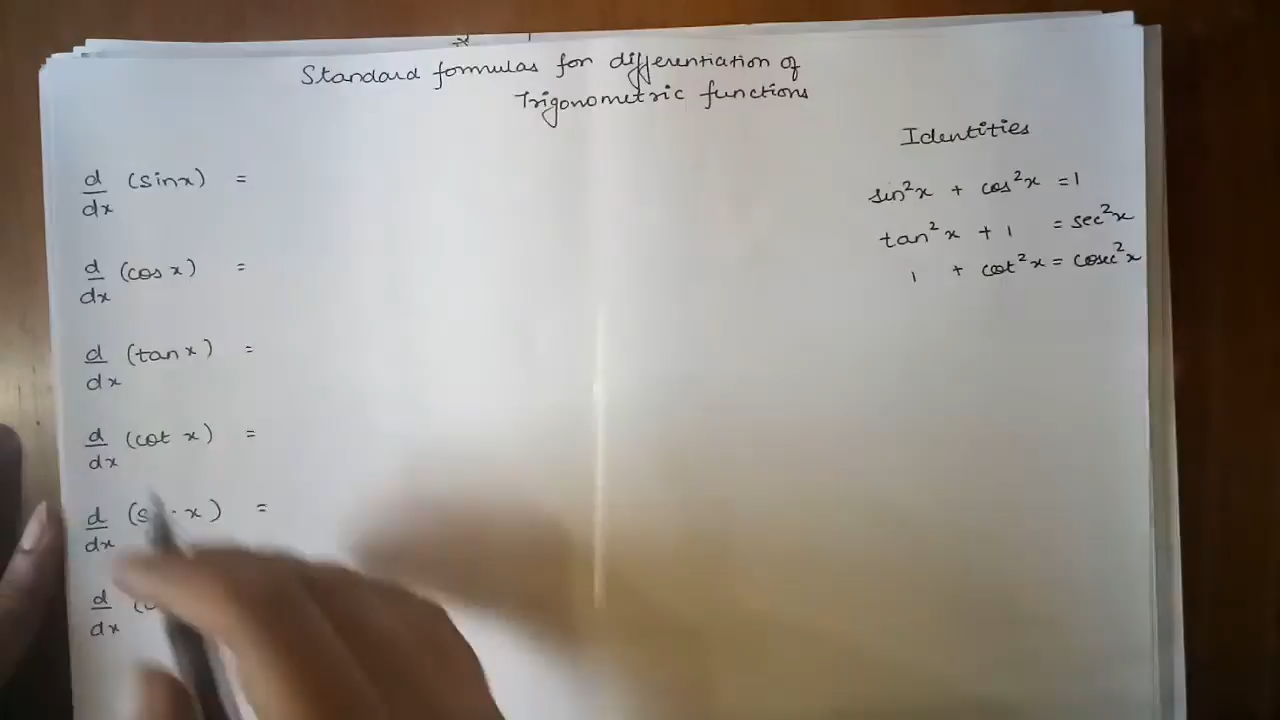 Standard formulas for differentiation of
Trigonometric functions
Identities
d/dx (sinx) =
sin²x + cos²x = 1
tan²x + 1 = sec²x
d/dx (cos x) =
1 + cot²x = cosec²x
d/dx (tan x) =
d/dx (cot x) =
d/dx x) =
d/dx